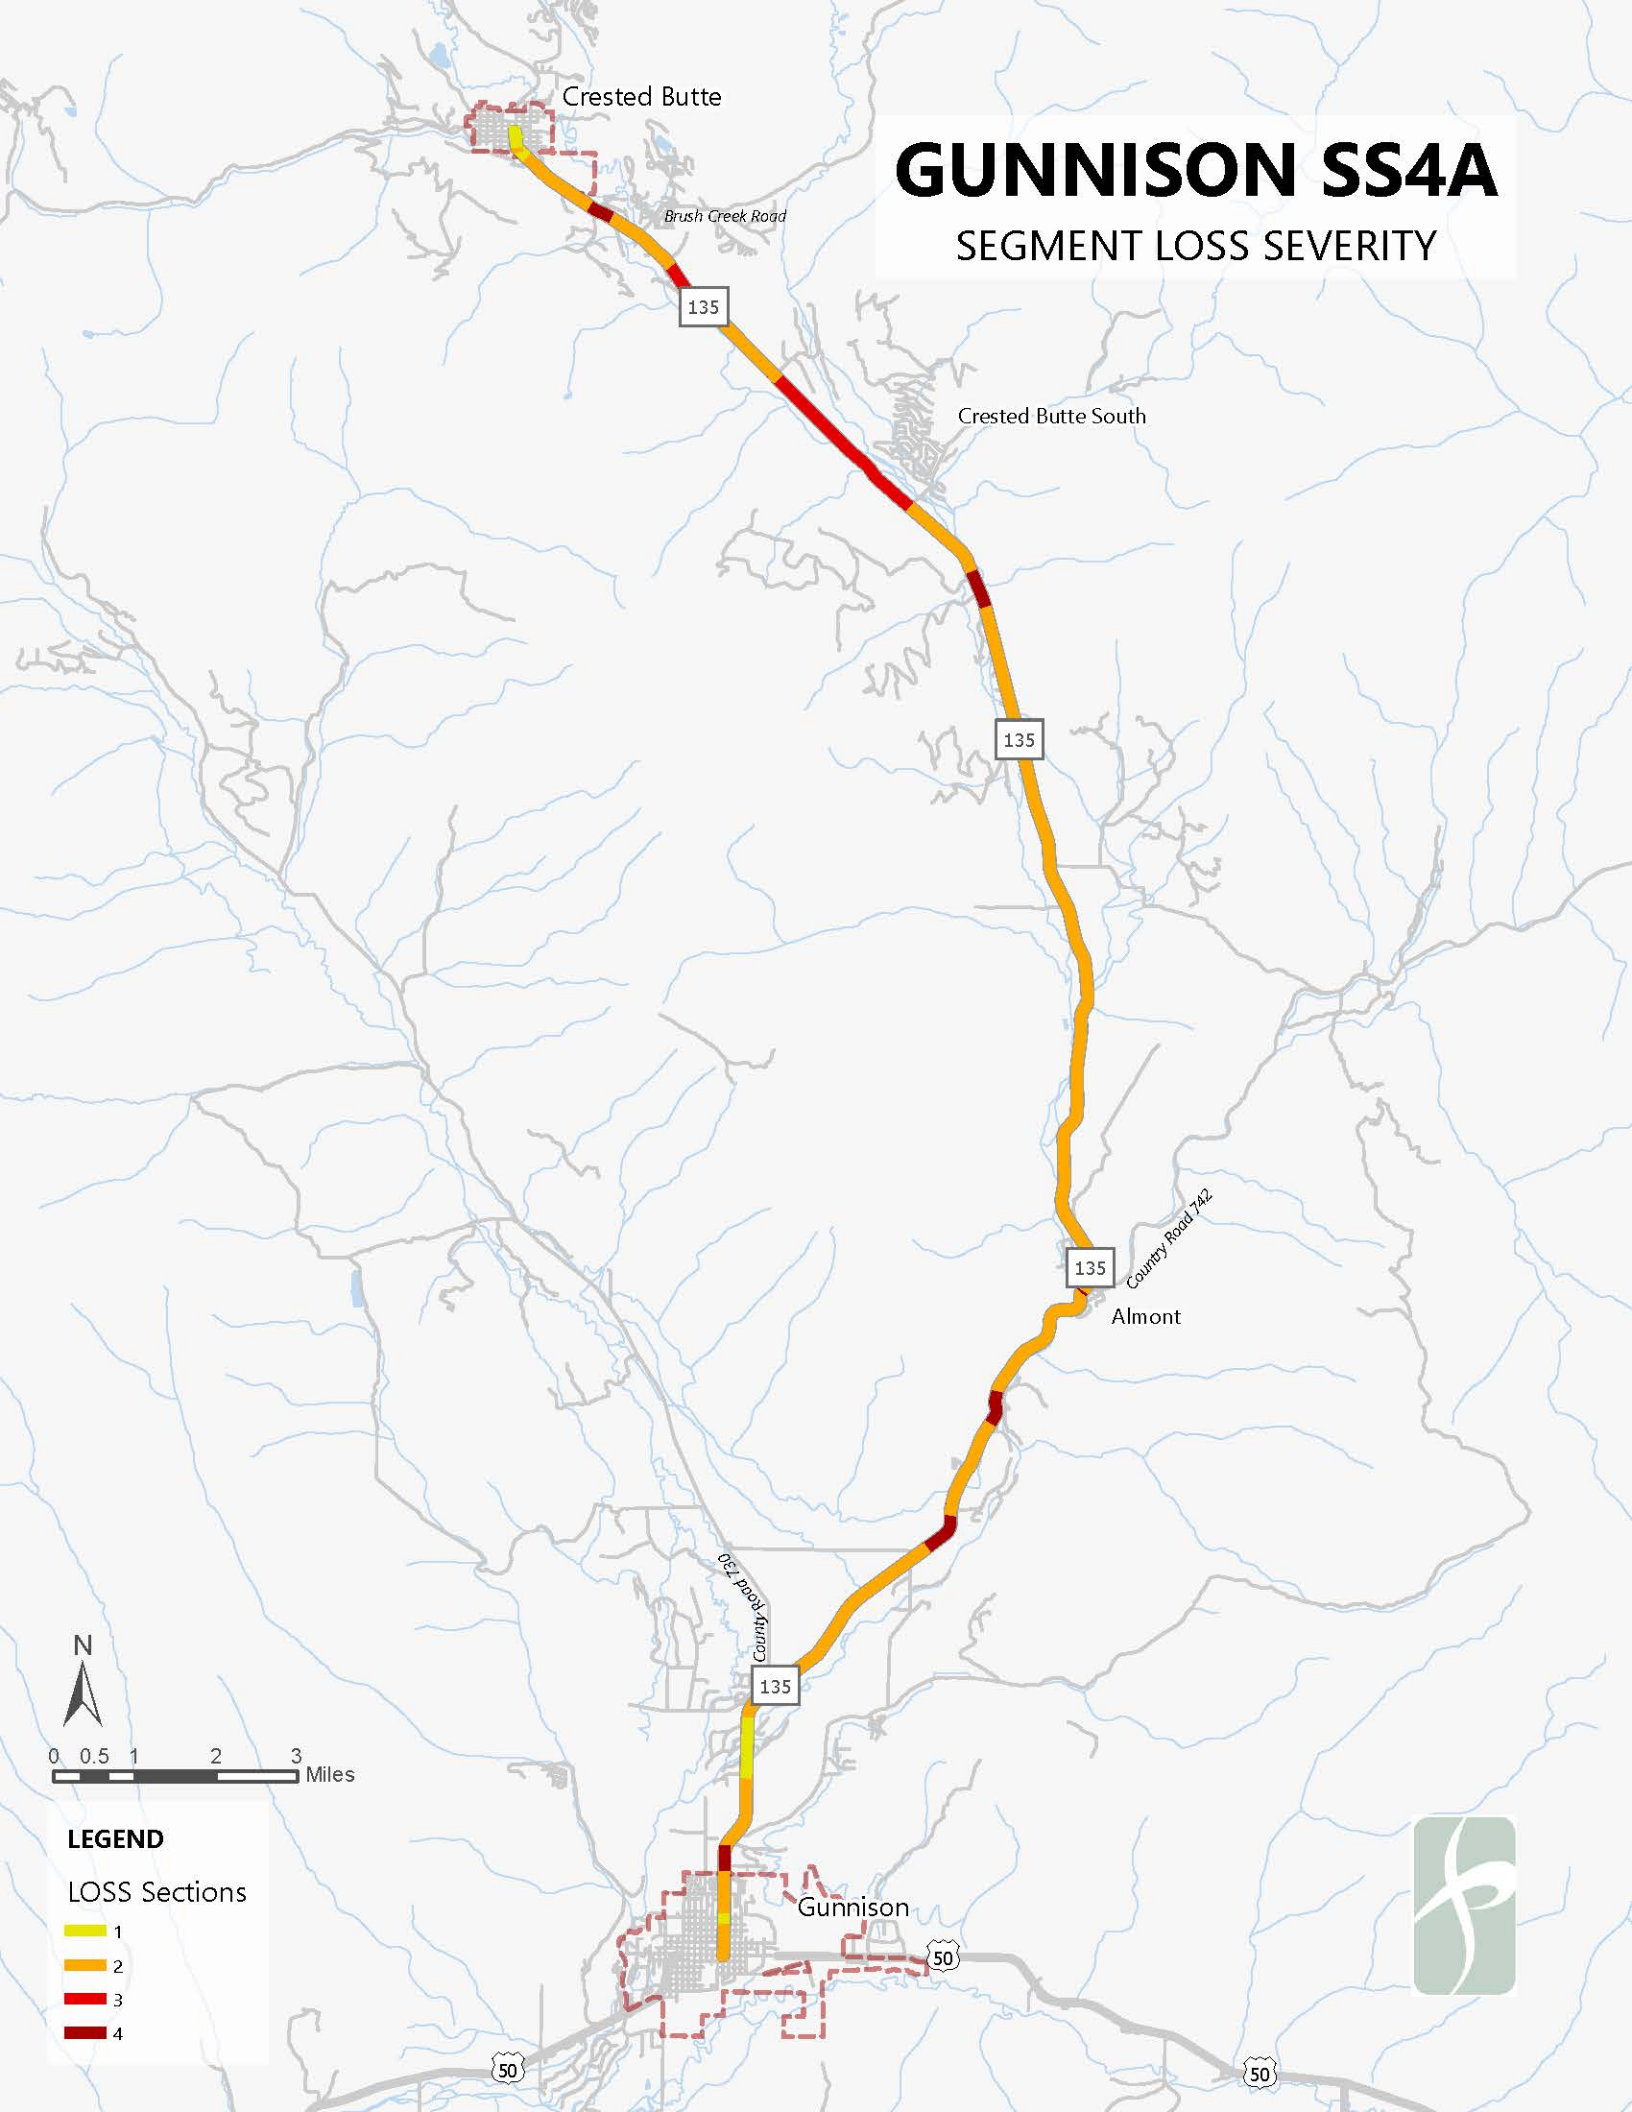 Crested Butte
GUNNISON SS4A
SEGMENT LOSS SEVERITY
Brush Creek Road
135
Crested Butte South
135
Country Road 742
135
Almont
County Road 730
135
N
0 0.5 1 2 3
Miles
LEGEND
LOSS Sections
1
2
3
4
Gunnison
50
50
50